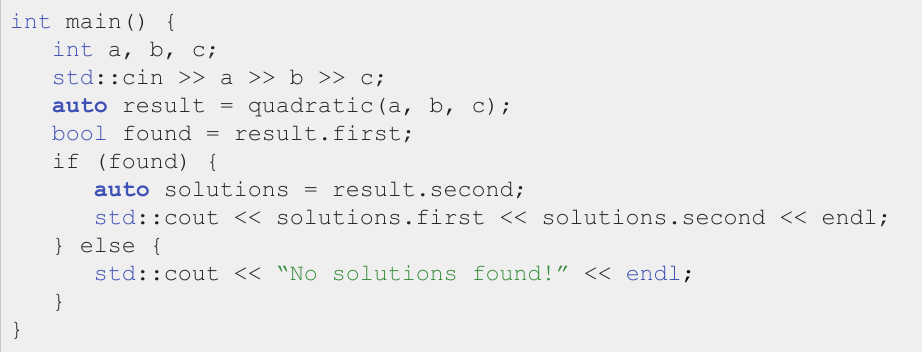 int main() {
int a, b, c;
std::cin >> a >> b >> c;
auto result = quadratic(a, b, c);
bool found = result.first;
if (found) {
auto solutions = result.second;
std::cout << solutions.first << solutions.second << endl;
} else {
std::cout << “No solutions found!” << endl;
}
}